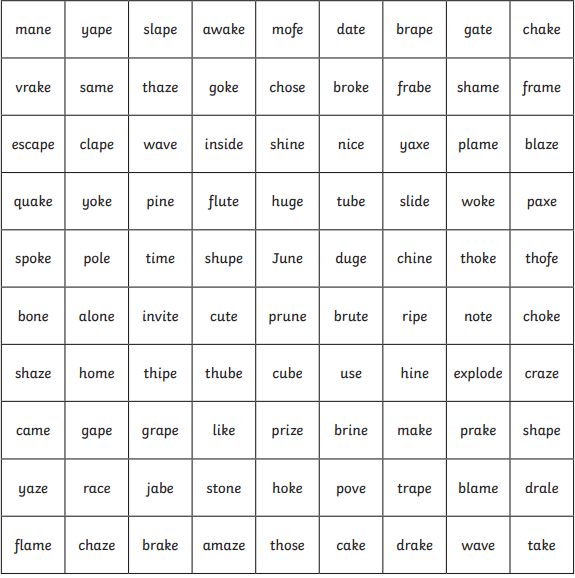 mane yape slape awake mofe date brape gate chake
vrake same thaze goke chose broke frabe shame frame
escape clape wave inside shine nice yaxe plame blaze
quake yoke pine flute huge tube slide woke paxe
spoke pole time shupe June duge chine thoke thofe
bone alone invite cute prune brute ripe note choke
shaze home thipe thube cube use hine explode craze
came gape grape like prize brine make prake shape
yaze race jabe stone hoke pove trape blame drale
flame chaze brake amaze those cake drake wave take